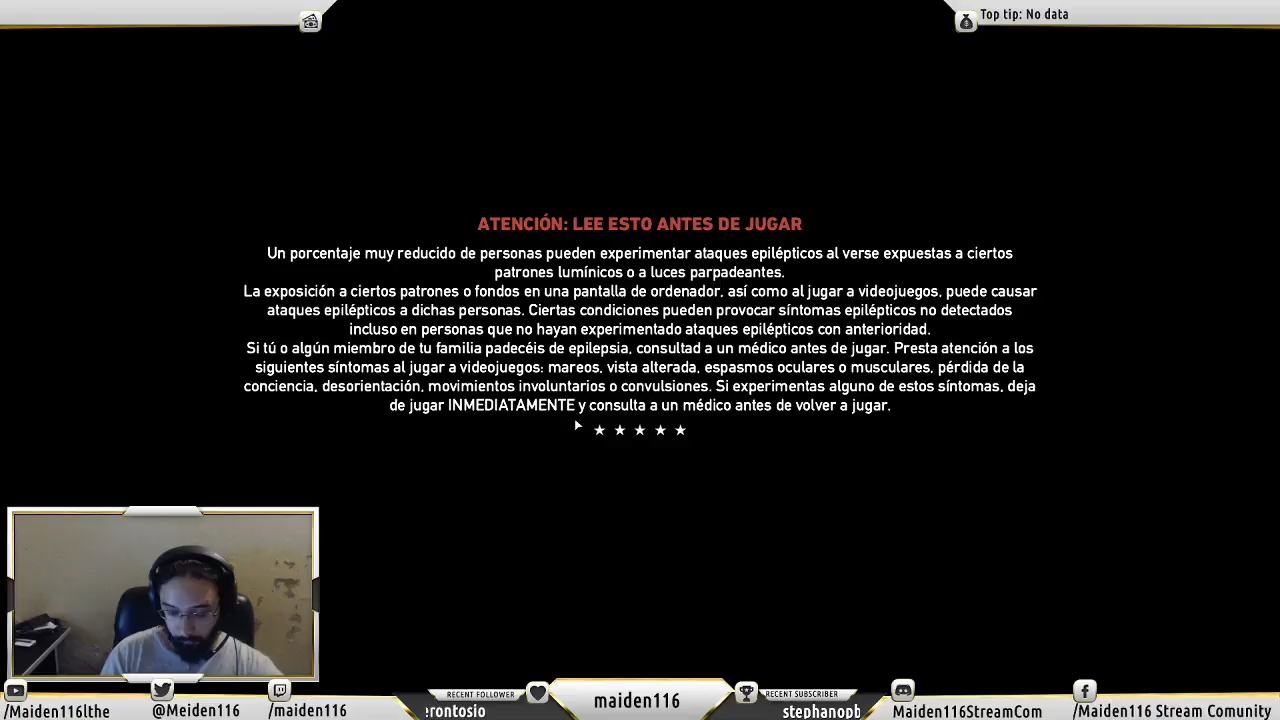 Top tip: No data
ATENCIÓN: LEE ESTO ANTES DE JUGAR
Un porcentaje muy reducido de personas pueden experimentar ataques epilépticos al verse expuestas a ciertos
patrones lumínicos o a luces parpadeantes.
La exposición a ciertos patrones o fondos en una pantalla de ordenador, así como al jugar a videojuegos, puede causar
ataques epilépticos a dichas personas. Ciertas condiciones pueden provocar síntomas epilépticos no detectados
incluso en personas que no hayan experimentado ataques epilépticos con anterioridad.
Si tú o algún miembro de tu familia padecéis de epilepsia, consultad a un médico antes de jugar. Presta atención a los
siguientes síntomas al jugar a videojuegos: mareos, vista alterada, espasmos oculares o musculares, pérdida de la
conciencia, desorientación, movimientos involuntarios o convulsiones. Si experimentas alguno de estos síntomas, deja
de jugar INMEDIATAMENTE y consulta a un médico antes de volver a jugar.
RECENT FOLLOWER
erontosio
maiden116
RECENT SUBSCRIBER
stephanopb
/Maiden116lthe
@Meiden116
/maiden116
Maiden116StreamCom
/Maiden116 Stream Comunity